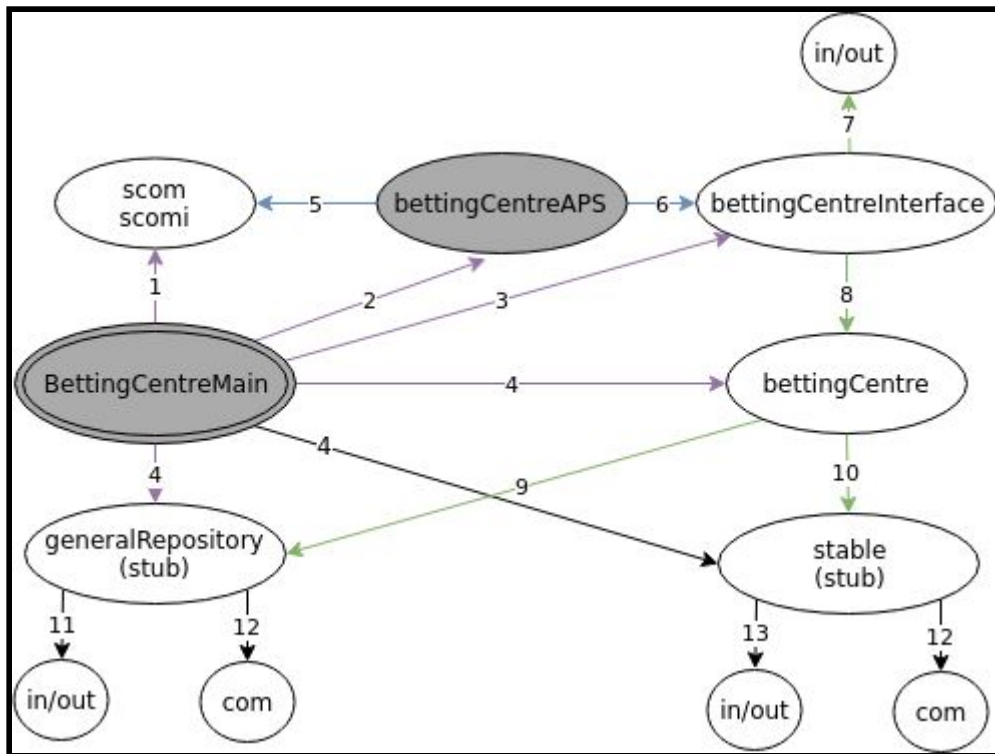 in/out
7
scom
scomi
5
bettingCentreAPS
6
bettingCentreInterface
1
2
3
8
BettingCentreMain
4
bettingCentre
4
4
9
10
generalRepository
(stub)
stable
(stub)
11
12
13
12
in/out
com
in/out
com